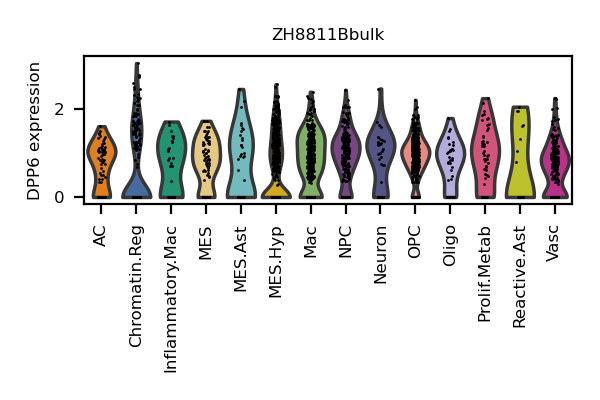 ZH8811Bbulk
DPP6 expression
2
0
AC
Chromatin.Reg
Inflammatory.Mac
MES
MES.Ast
MES.Hyp
Mac
NPC
Neuron
OPC
Oligo
Prolif.Metab
Reactive.Ast
Vasc